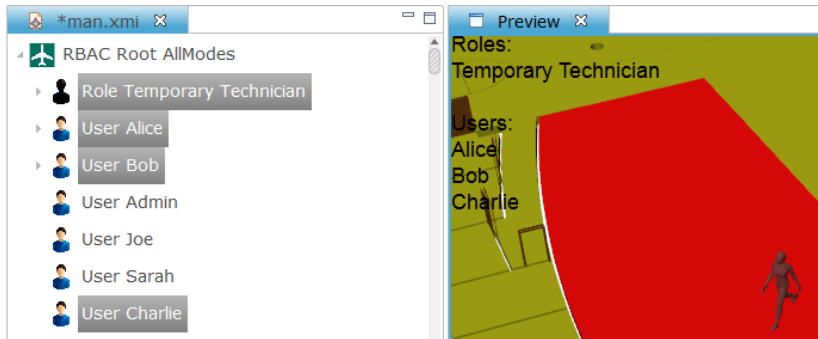 *man.xmi
RBAC Root AllModes
Role Temporary Technician
User Alice
User Bob
User Admin
User Joe
User Sarah
User Charlie
Preview
Roles:
Temporary Technician
Users:
Alice
Bob
Charlie